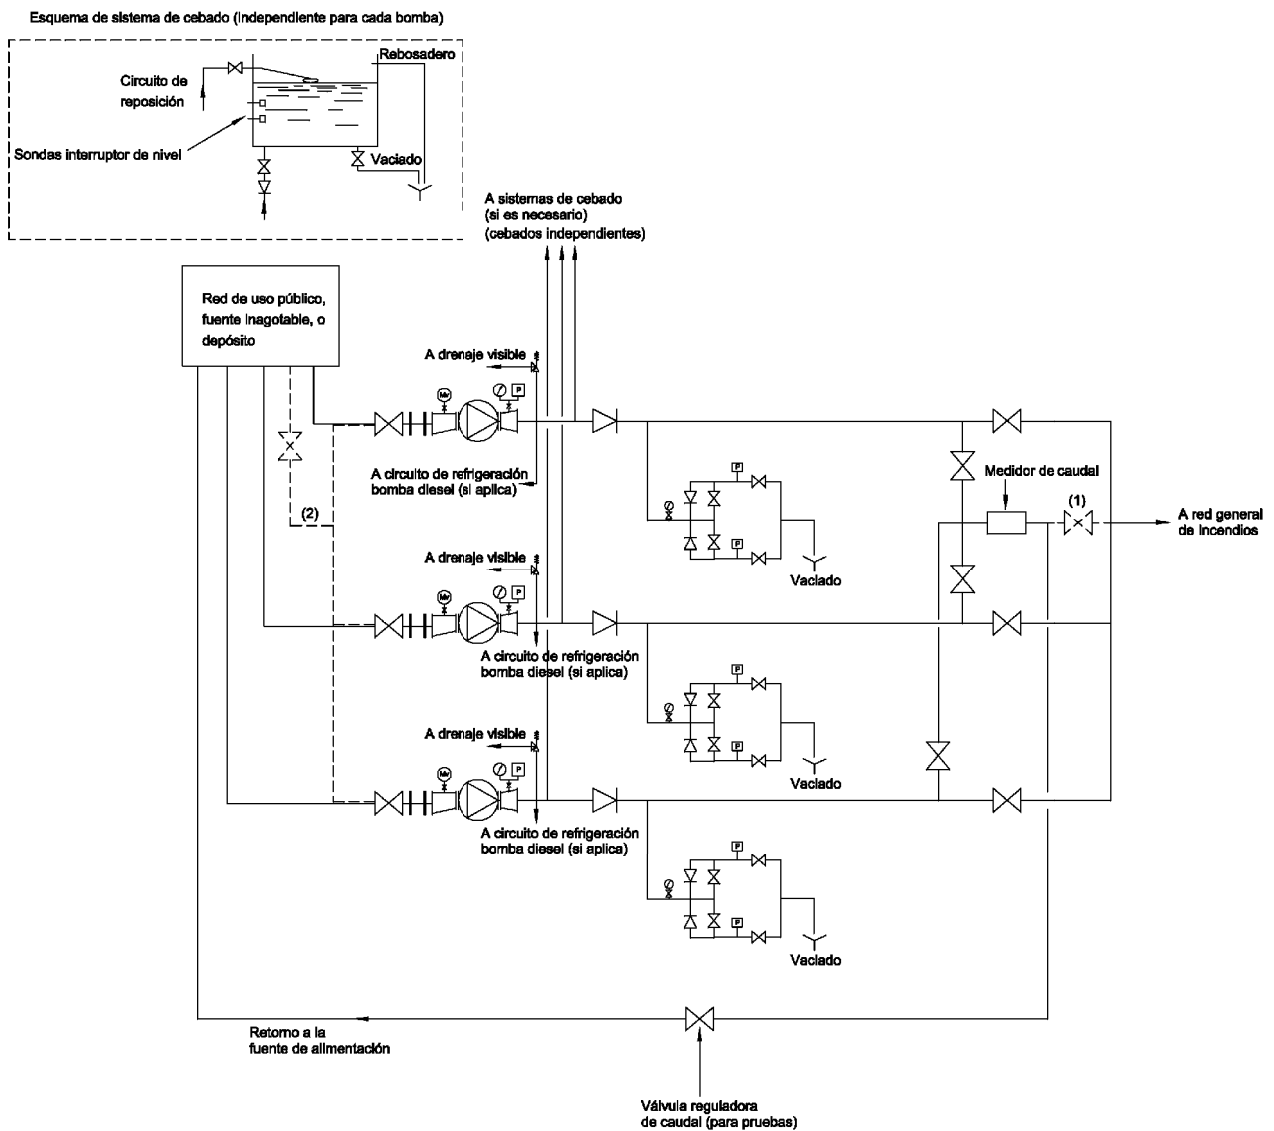 Esquema de sistema de cebado (independiente para cada bomba)
Rebosadero
Circuito de
reposición
Sondas interruptor de nivel
Vaciado
A sistemas de cebado
(si es necesario)
(cebados independientes)
Red de uso público,
fuente inagotable, o
depósito
A drenaje visible
Mv
P
A circuito de refrigeración
bomba diesel (si aplica)
P
Medidor de caudal
(1)
(2)
A red general
de incendios
P
Vaciado
A drenaje visible
Mv
P
A circuito de refrigeración
bomba diesel (si aplica)
P
P
Vaciado
A drenaje visible
Mv
P
A circuito de refrigeración
bomba diesel (si aplica)
P
P
Vaciado
Retorno a la
fuente de alimentación
Válvula reguladora
de caudal (para pruebas)